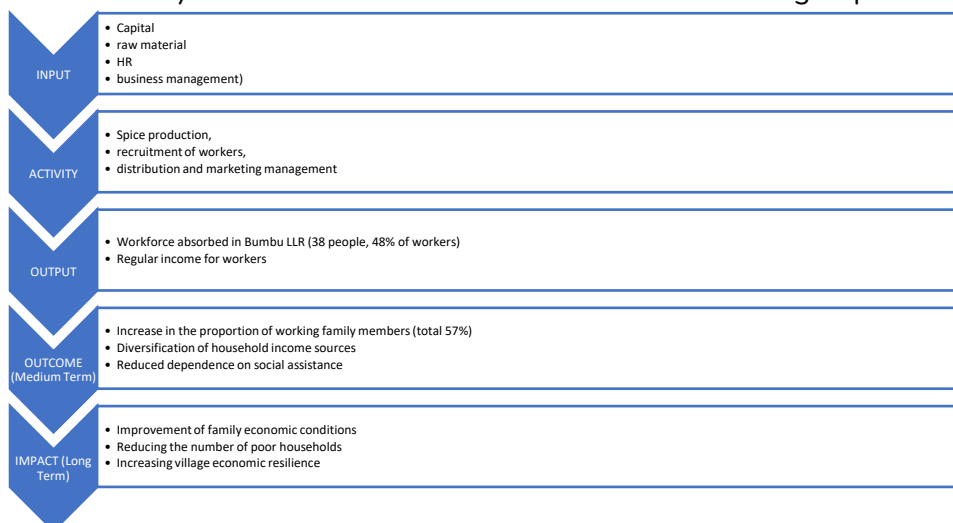 INPUT
• Capital
• raw material
• HR
• business management)
ACTIVITY
• Spice production,
• recruitment of workers,
• distribution and marketing management
OUTPUT
• Workforce absorbed in Bumbu LLR (38 people, 48% of workers)
• Regular income for workers
OUTCOME
(Medium Term)
• Increase in the proportion of working family members (total 57%)
• Diversification of household income sources
• Reduced dependence on social assistance
IMPACT (Long
Term)
• Improvement of family economic conditions
• Reducing the number of poor households
• Increasing village economic resilience